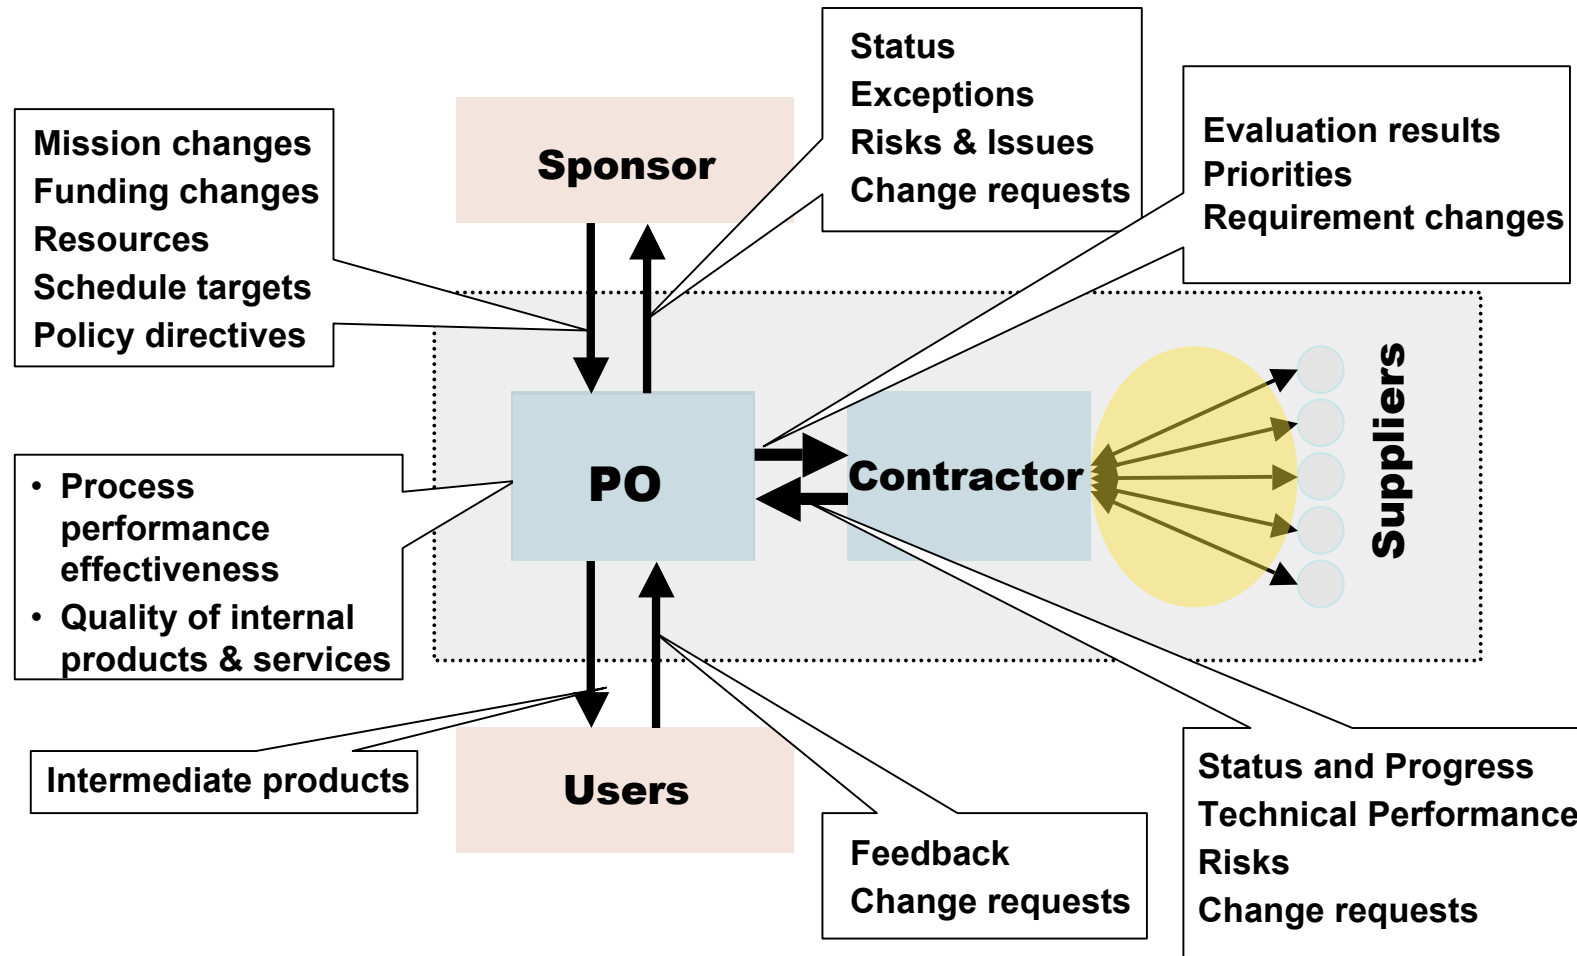 Status
Exceptions
Risks & Issues
Change requests
Mission changes
Funding changes
Resources
Schedule targets
Policy directives
Sponsor
Evaluation results
Priorities
Requirement changes
• Process
performance
effectiveness
• Quality of internal
products & services
PO
Contractor
Suppliers
Intermediate products
Users
Feedback
Change requests
Status and Progress
Technical Performance
Risks
Change requests